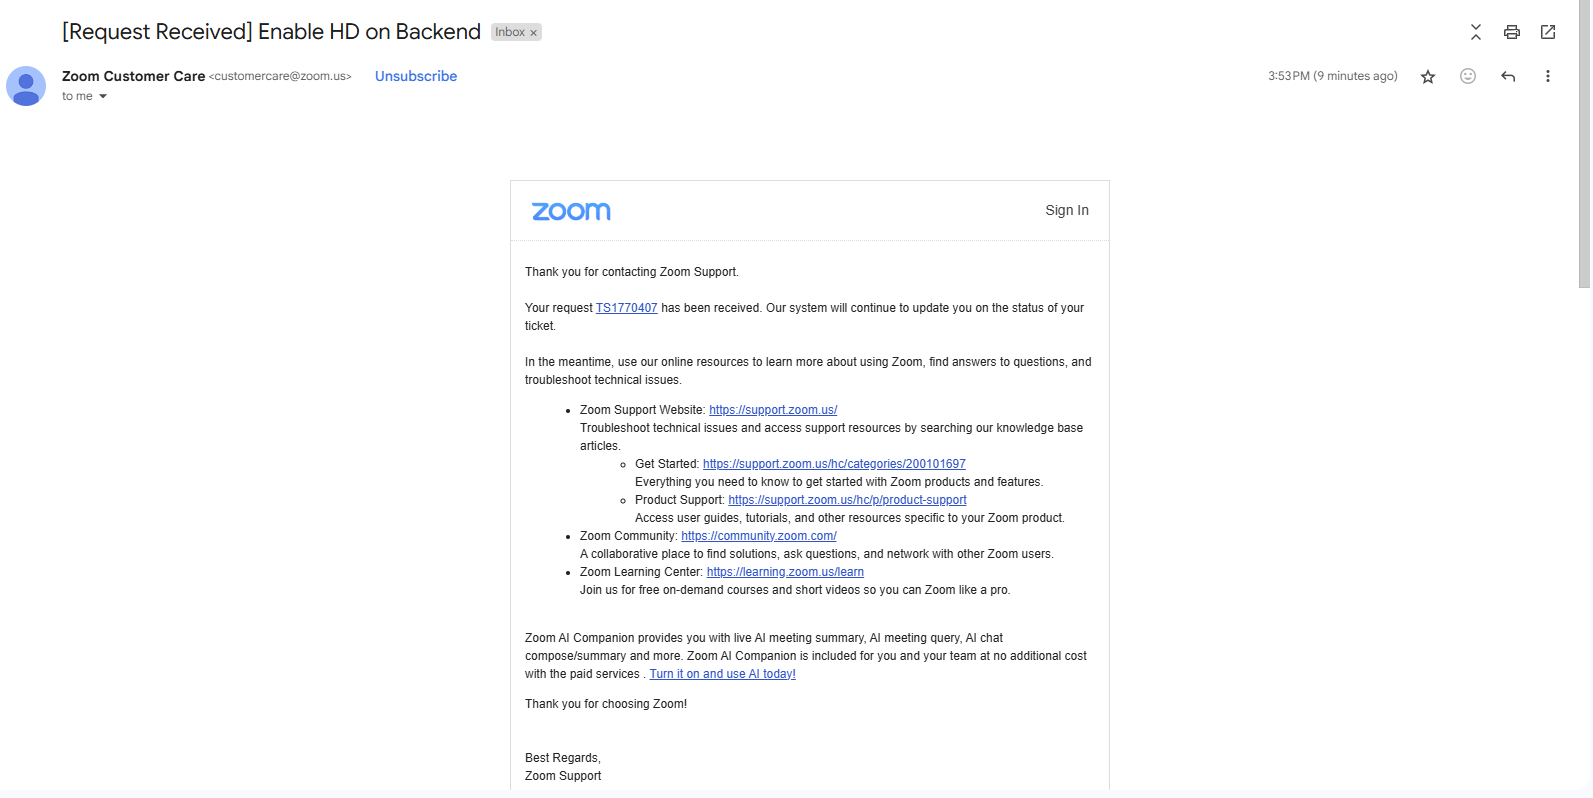 [Request Received] Enable HD on Backend Inbox ×
Zoom Customer Care <customercare@zoom.us> Unsubscribe 3:53 PM (9 minutes ago)
to me
zoom Sign In
Thank you for contacting Zoom Support.
Your request TS1770407 has been received. Our system will continue to update you on the status of your
ticket.
In the meantime, use our online resources to learn more about using Zoom, find answers to questions, and
troubleshoot technical issues.
• Zoom Support Website: https://support.zoom.us/
Troubleshoot technical issues and access support resources by searching our knowledge base
articles.
◦ Get Started: https://support.zoom.us/hc/categories/200101697
Everything you need to know to get started with Zoom products and features.
◦ Product Support: https://support.zoom.us/hc/p/product-support
Access user guides, tutorials, and other resources specific to your Zoom product.
• Zoom Community: https://community.zoom.com/
A collaborative place to find solutions, ask questions, and network with other Zoom users.
• Zoom Learning Center: https://learning.zoom.us/learn
Join us for free on-demand courses and short videos so you can Zoom like a pro.
Zoom AI Companion provides you with live AI meeting summary, AI meeting query, AI chat
compose/summary and more. Zoom AI Companion is included for you and your team at no additional cost
with the paid services . Turn it on and use AI today!
Thank you for choosing Zoom!
Best Regards,
Zoom Support